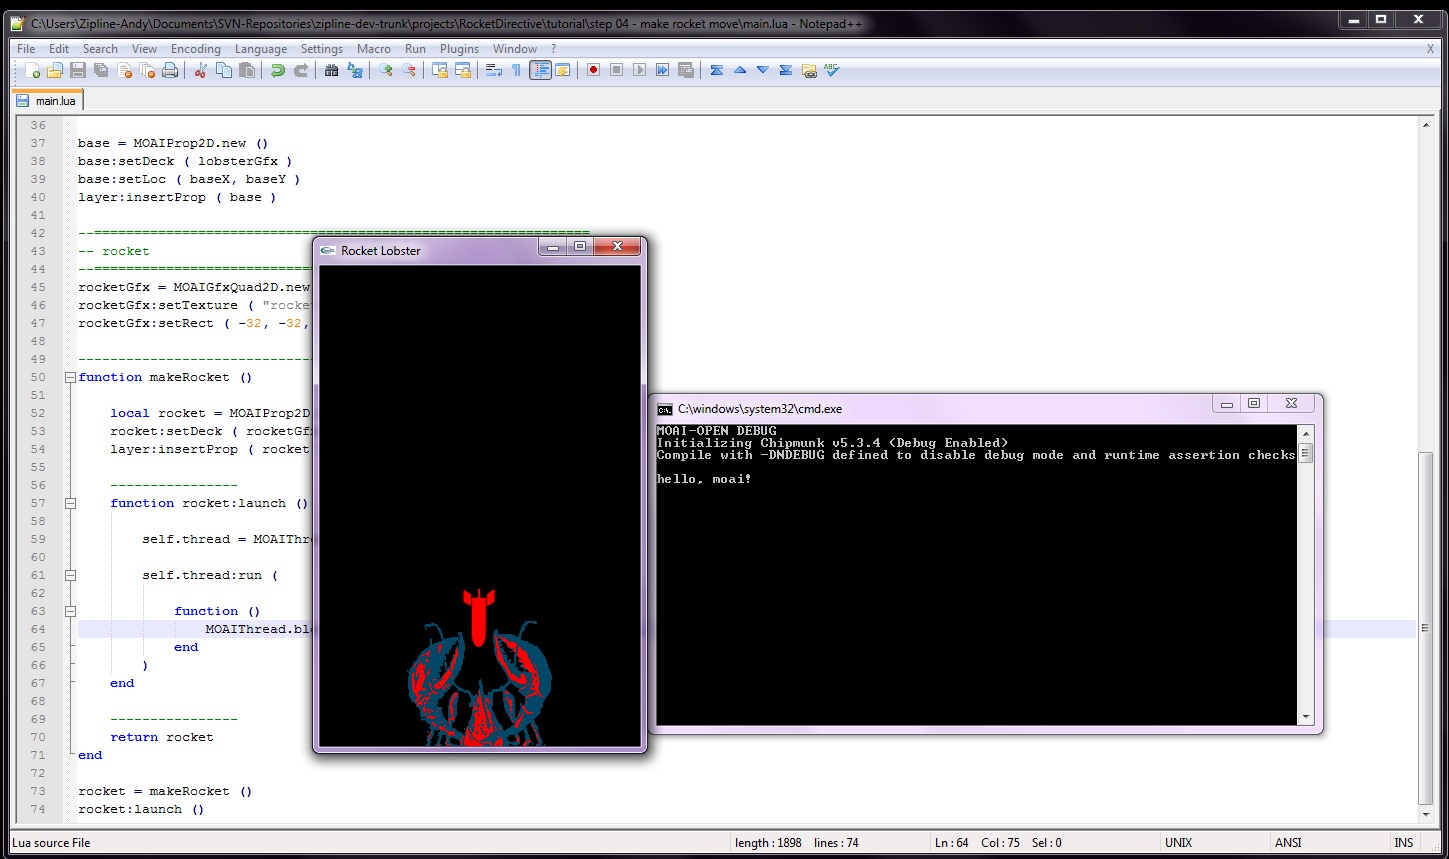 C:\Users\Zipline-Andy\Documents\SVN-Repositories\zipline-dev-trunk\projects\RocketDirective\tutorial\step 04 - make rocket move\main.lua - Notepad++
File Edit Search View Encoding Language Settings Macro Run Plugins Window ? X
main.lua
36
37 base = MOAIProp2D.new ()
38 base:setDeck ( lobsterGfx )
39 base:setLoc ( baseX, baseY )
40 layer:insertProp ( base )
41
42 --==============================================================
43 -- rocket
44 --============================
45 rocketGfx = MOAIGfxQuad2D.new
46 rocketGfx:setTexture ( "rocke
47 rocketGfx:setRect ( -32, -32,
48
49 ------------------------------
50 function makeRocket ()
51
52 local rocket = MOAIProp2D
53 rocket:setDeck ( rocketGf
54 layer:insertProp ( rocket
55
56 ----------------
57 function rocket:launch ()
58
59 self.thread = MOAIThr
60
61 self.thread:run (
62
63 function ()
64 MOAIThread.blo
65 end
66 )
67 end
68
69 ----------------
70 return rocket
71 end
72
73 rocket = makeRocket ()
74 rocket:launch ()
Rocket Lobster
C:\windows\system32\cmd.exe
MOAI-OPEN DEBUG
Initializing Chipmunk v5.3.4 (Debug Enabled)
Compile with -DNDEBUG defined to disable debug mode and runtime assertion checks
hello, moai!
Lua source File length : 1898 lines : 74 Ln : 64 Col : 75 Sel : 0 UNIX ANSI INS